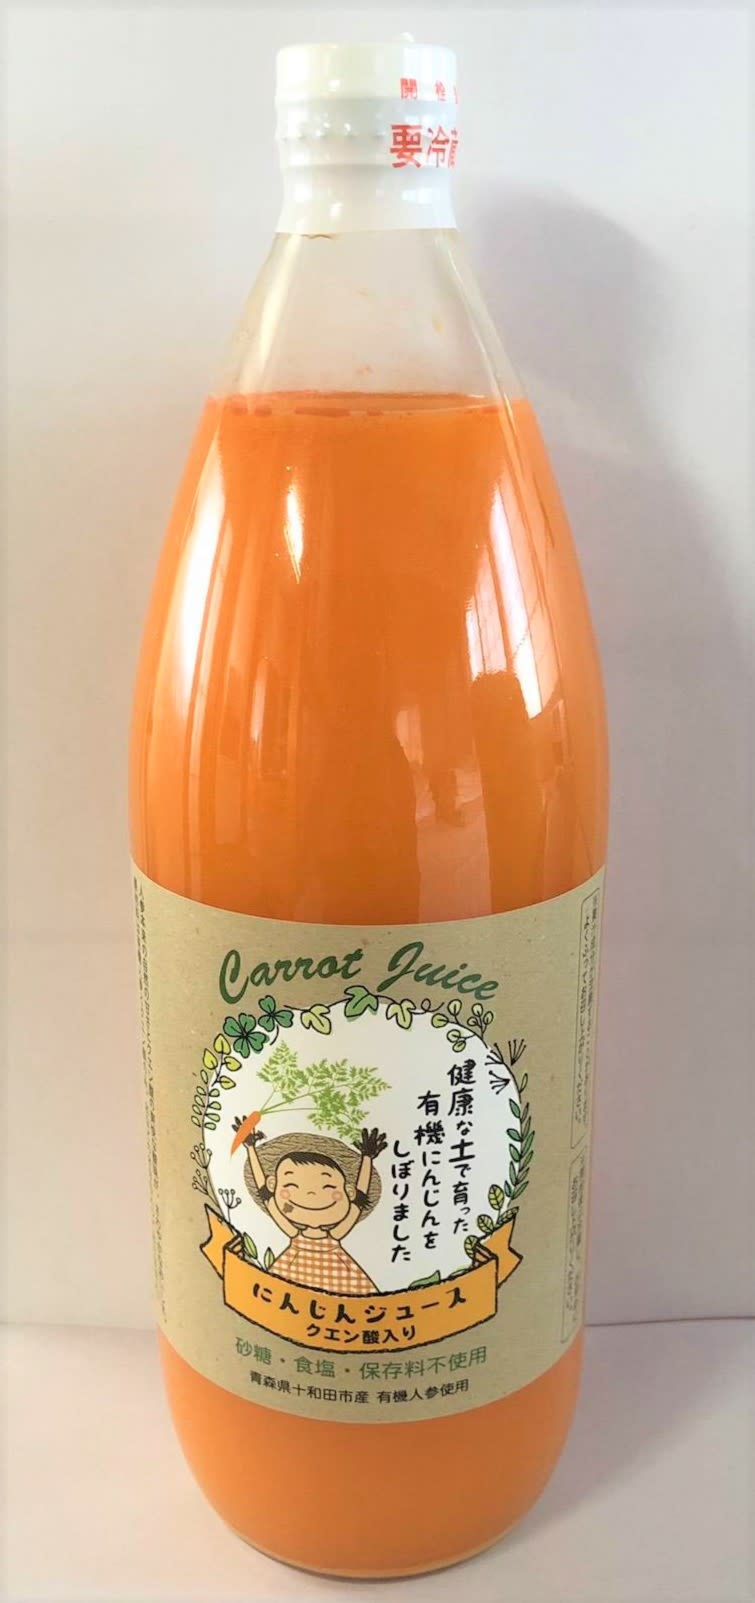 開栓
要冷蔵
Carrot Juice
健康な土で育った
有機にんじんを
しぼりました
にんじんジュース
クエン酸入り
砂糖・食塩・保存料不使用
青森県十和田市産 有機人参使用